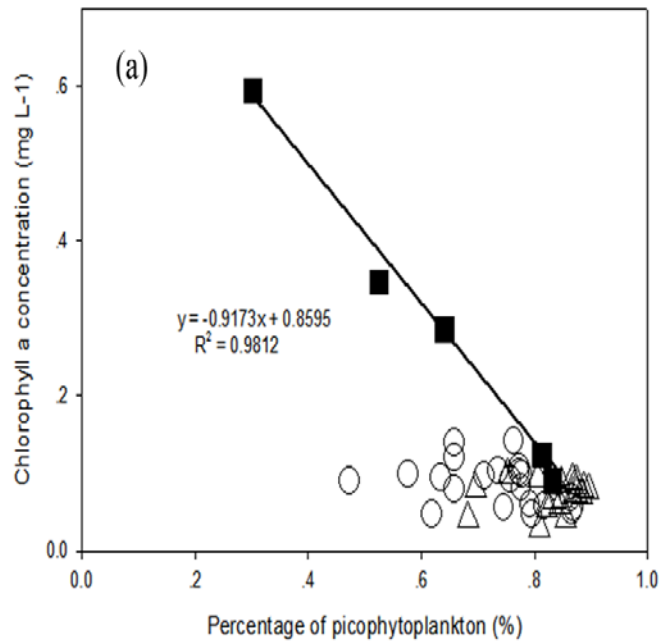 (a)
Chlorophyll a concentration (mg L-1)
.6
.4
.2
0.0
y = -0.9173x + 0.8595
R² = 0.9812
0.0 .2 .4 .6 .8 1.0
Percentage of picophytoplankton (%)